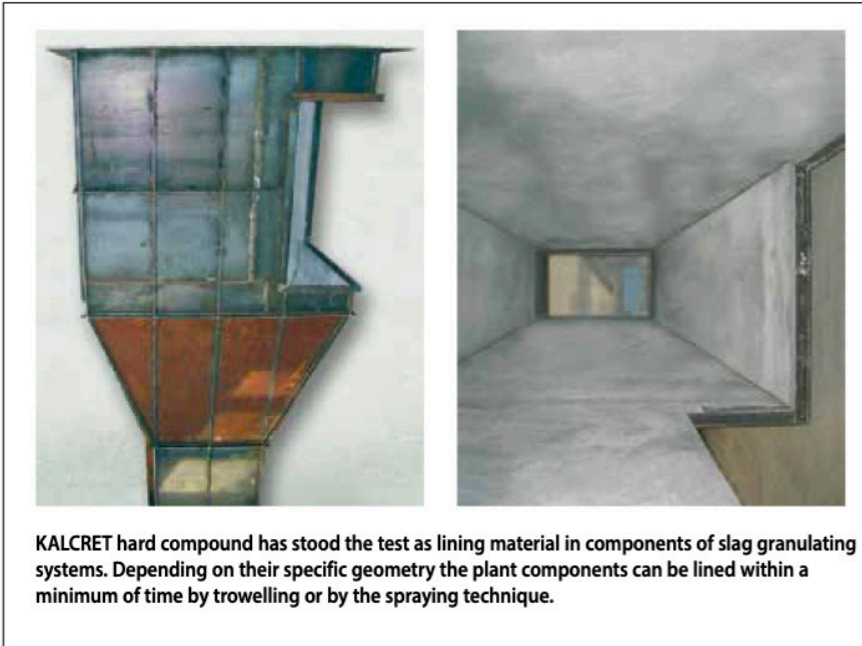 KALCRET hard compound has stood the test as lining material in components of slag granulating
systems. Depending on their specific geometry the plant components can be lined within a
minimum of time by trowelling or by the spraying technique.